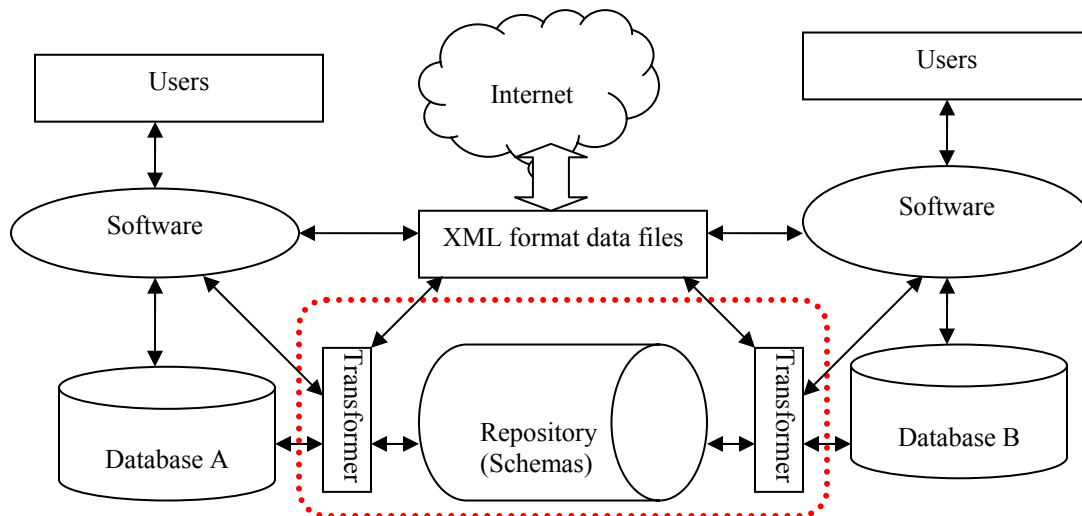 Users
Internet
Users
Software
XML format data files
Software
Transformer
Transformer
Database A
Repository
(Schemas)
Database B